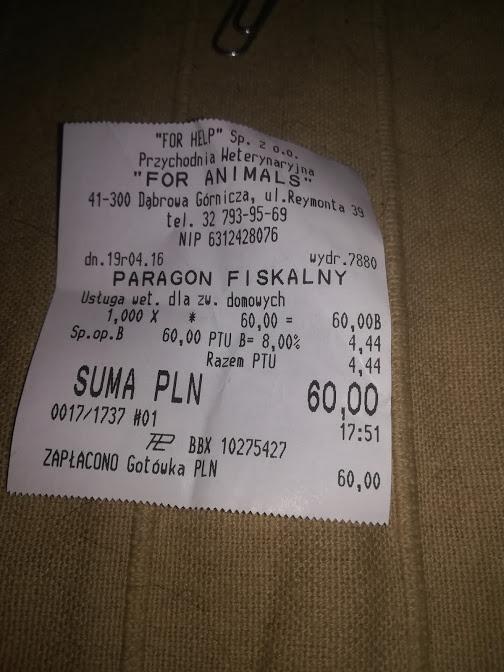 "FOR HELP" Sp. z o.o.
Przychodnia Weterynaryjna
"FOR ANIMALS"
41-300 Dąbrowa Górnicza, ul.Reymonta 39
tel. 32 793-95-69
NIP 6312428076
dn.19r04.16 wydr.7880
PARAGON FISKALNY
Usługa wet. dla zw. domowych
1,000 X * 60,00 = 60,00B
Sp.op.B 60,00 PTU B= 8,00% 4,44
Razem PTU 4,44
SUMA PLN 60,00
0017/1737 #01 17:51
BBX 10275427
ZAPŁACONO Gotówka PLN 60,00